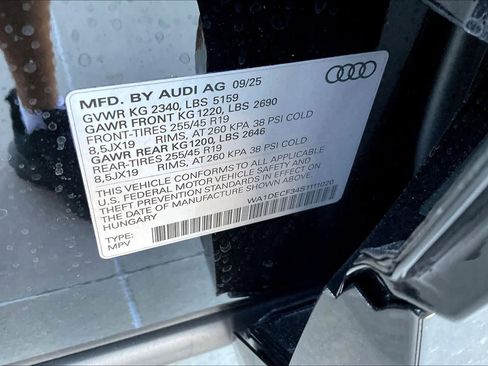 MFD. BY AUDI AG 09/25
GVWR KG 2340, LBS 5159
GAWR FRONT KG 1220, LBS 2690
FRONT-TIRES 255/45 R19
8,5JX19 RIMS, AT 260 KPA 38 PSI COLD
GAWR REAR KG1200, LBS 2646
REAR-TIRES 255/45 R19
8,5JX19 RIMS, AT 260 KPA 38 PSI COLD
THIS VEHICLE CONFORMS TO ALL APPLICABLE
U.S. FEDERAL MOTOR VEHICLE SAFETY AND
THEFT PREVENTION STANDARDS IN EFFECT ON
THE DATE OF MANUFACTURE SHOWN ABOVE.
HUNGARY
WA1DECF34S1111020
TYPE:
MPV